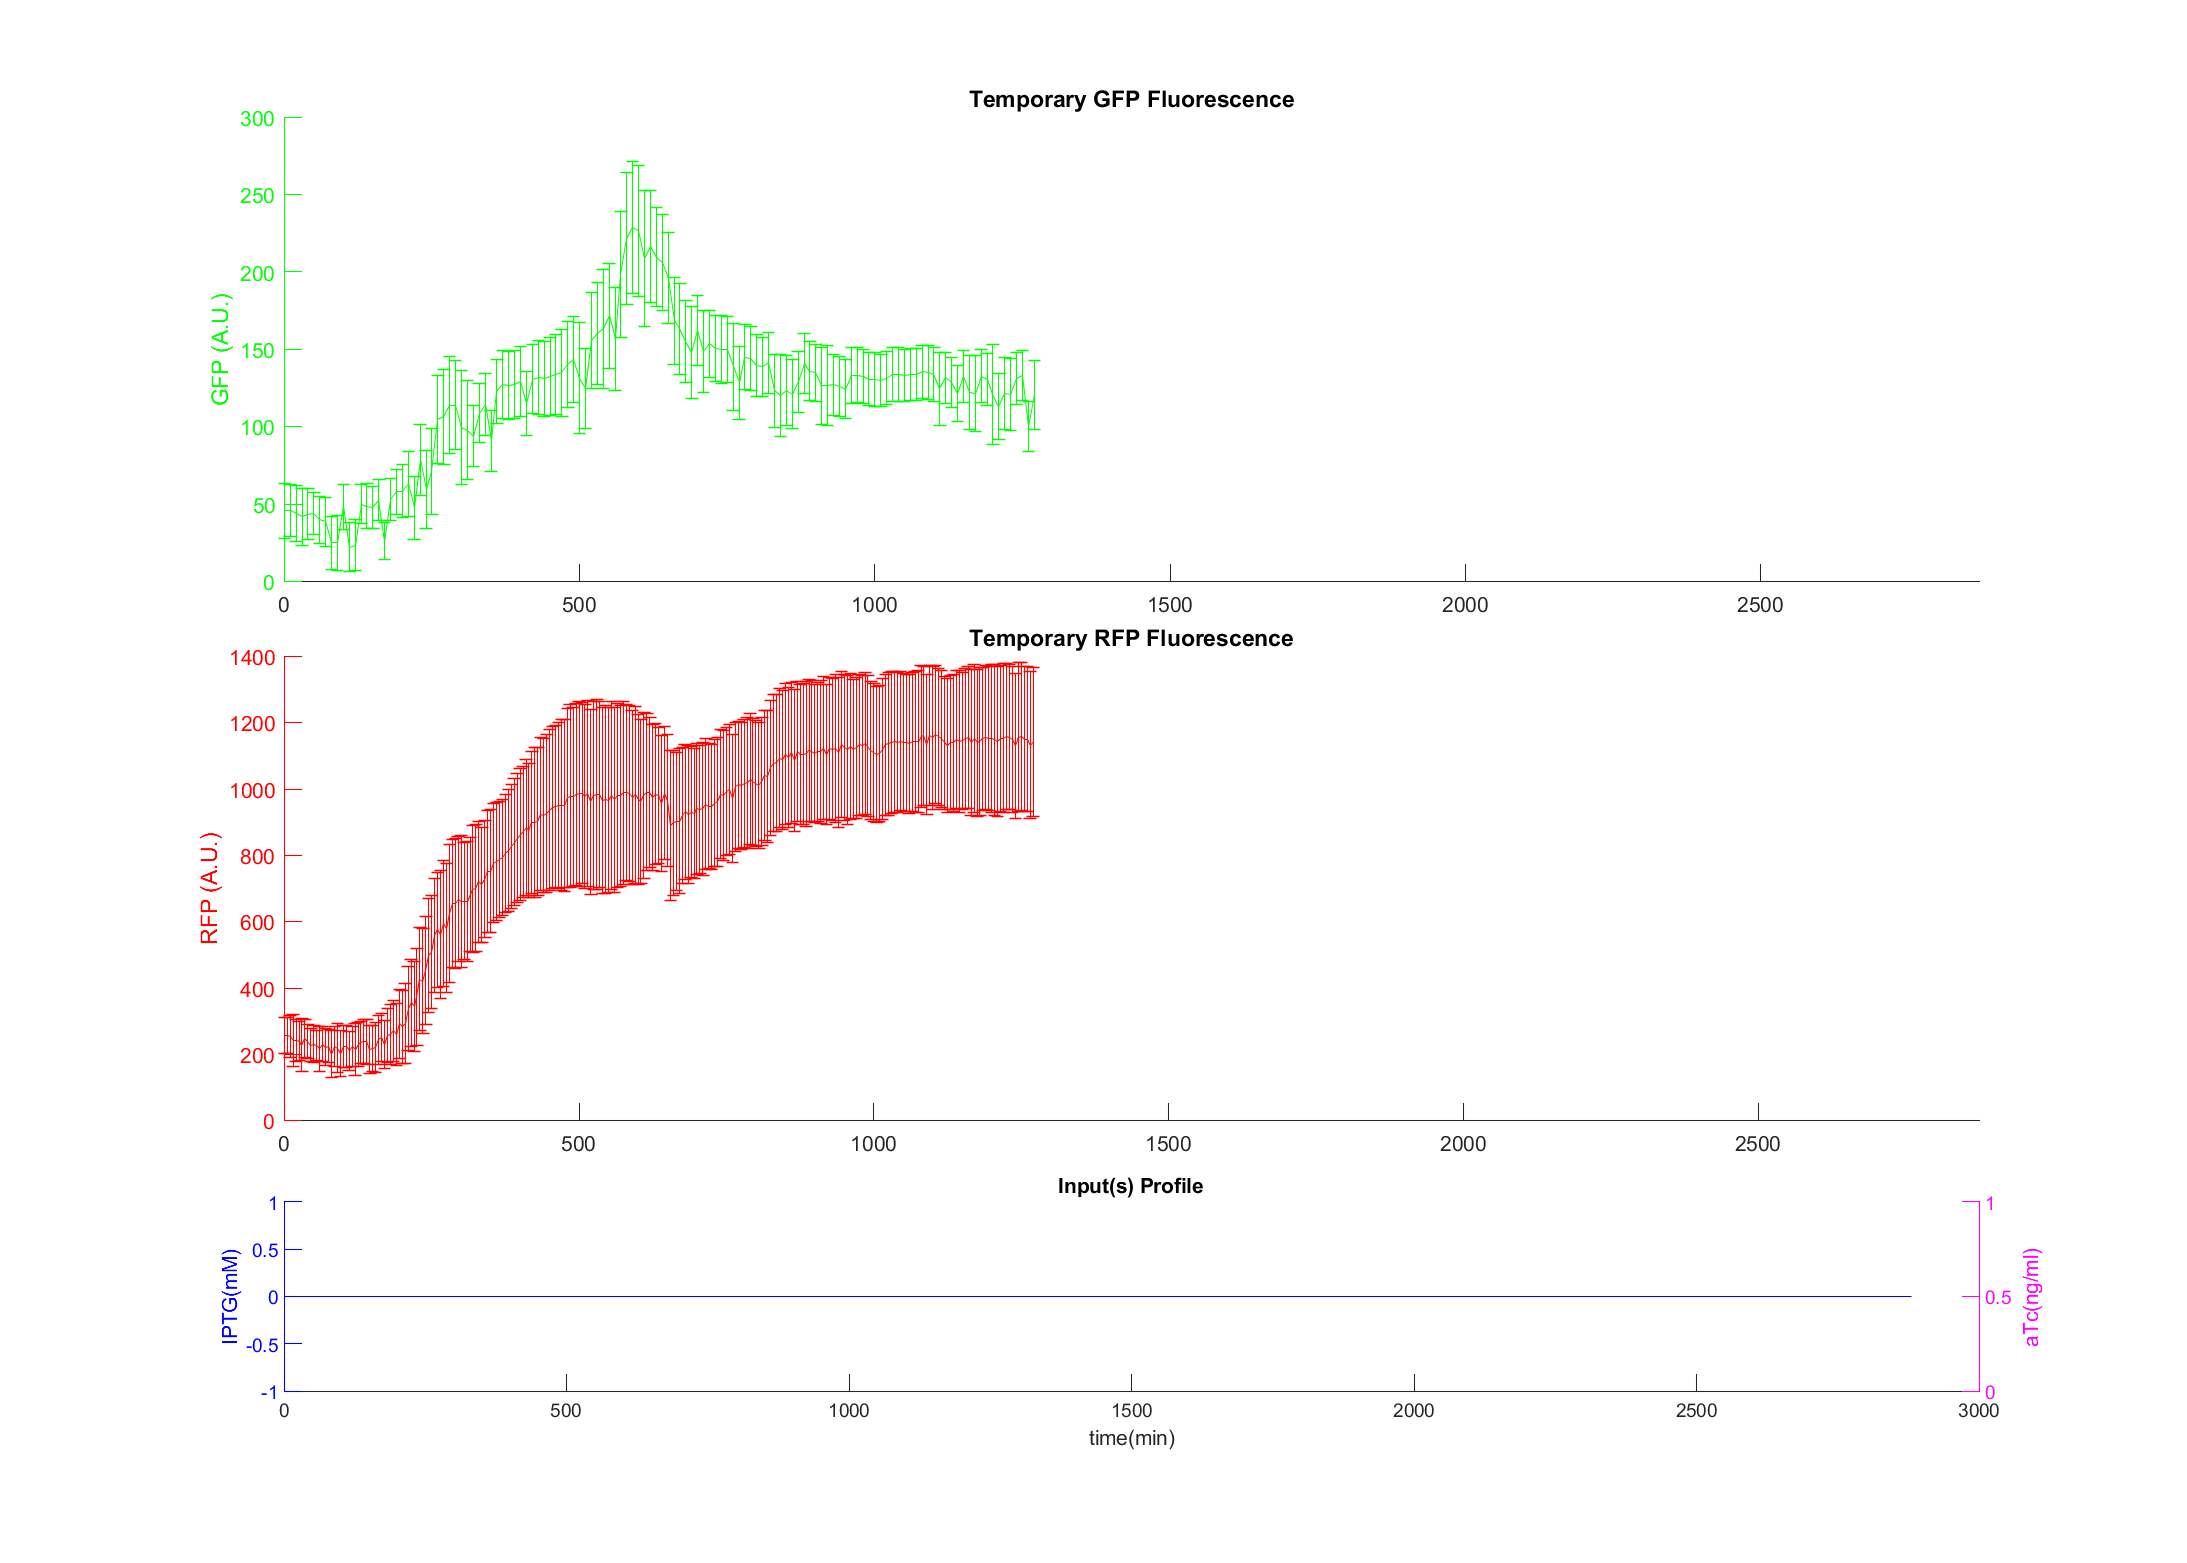 Temporary GFP Fluorescence
300
250
200
150
100
50
0
GFP (A.U.)
0 500 1000 1500 2000 2500
Temporary RFP Fluorescence
1400
1200
1000
800
600
400
200
0
RFP (A.U.)
0 500 1000 1500 2000 2500
Input(s) Profile
1
0.5
0
-0.5
-1
IPTG(mM)
1
0.5
0
aTc(ng/ml)
0 500 1000 1500 2000 2500 3000
time(min)